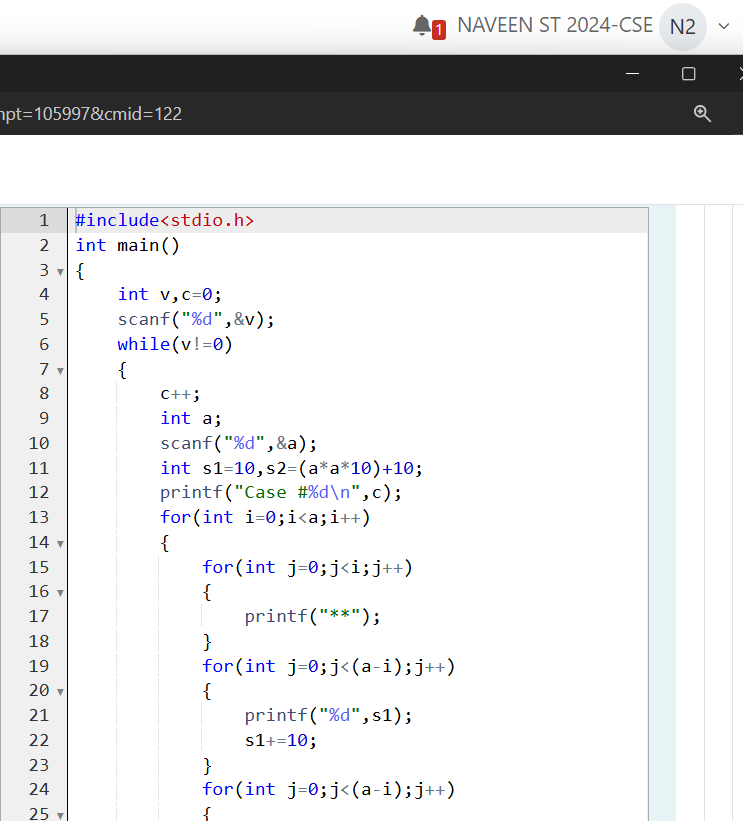 1 NAVEEN ST 2024-CSE N2
npt=105997&cmid=122
1 #include<stdio.h>
2 int main()
3 {
4 int v,c=0;
5 scanf("%d",&v);
6 while(v!=0)
7 {
8 c++;
9 int a;
10 scanf("%d",&a);
11 int s1=10,s2=(a*a*10)+10;
12 printf("Case #%d\n",c);
13 for(int i=0;i<a;i++)
14 {
15 for(int j=0;j<i;j++)
16 {
17 printf("**");
18 }
19 for(int j=0;j<(a-i);j++)
20 {
21 printf("%d",s1);
22 s1+=10;
23 }
24 for(int j=0;j<(a-i);j++)
25 {